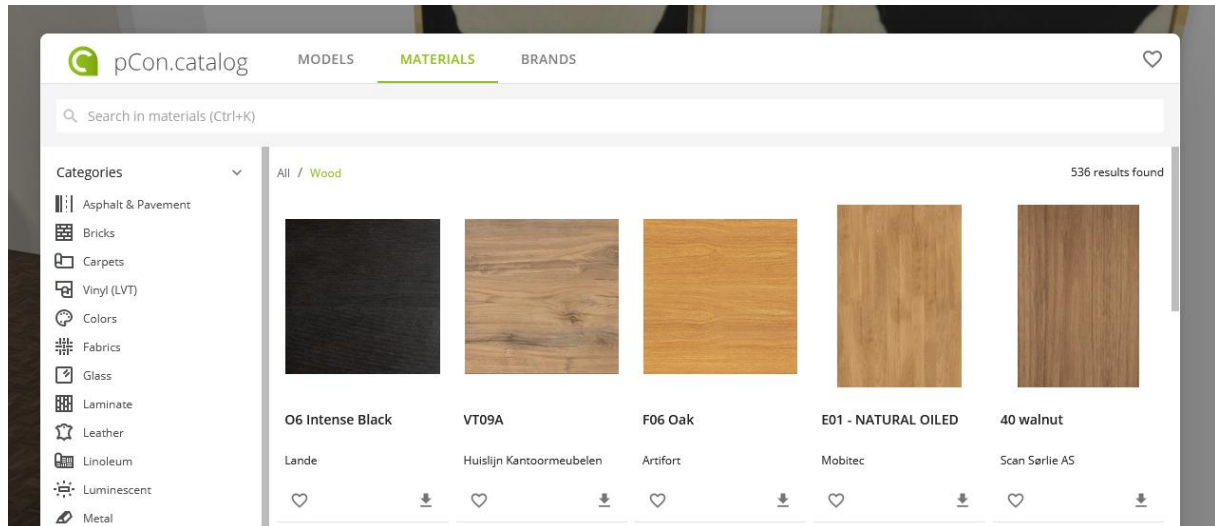 pCon.catalog MODELS MATERIALS BRANDS
Search in materials (Ctrl+K)
Categories
Asphalt & Pavement
Bricks
Carpets
Vinyl (LVT)
Colors
Fabrics
Glass
Laminate
Leather
Linoleum
Luminescent
Metal
All / Wood 536 results found
O6 Intense Black
Lande
VT09A
Huislijn Kantoormeubelen
F06 Oak
Artifort
E01 - NATURAL OILED
Mobitec
40 walnut
Scan Sørlie AS